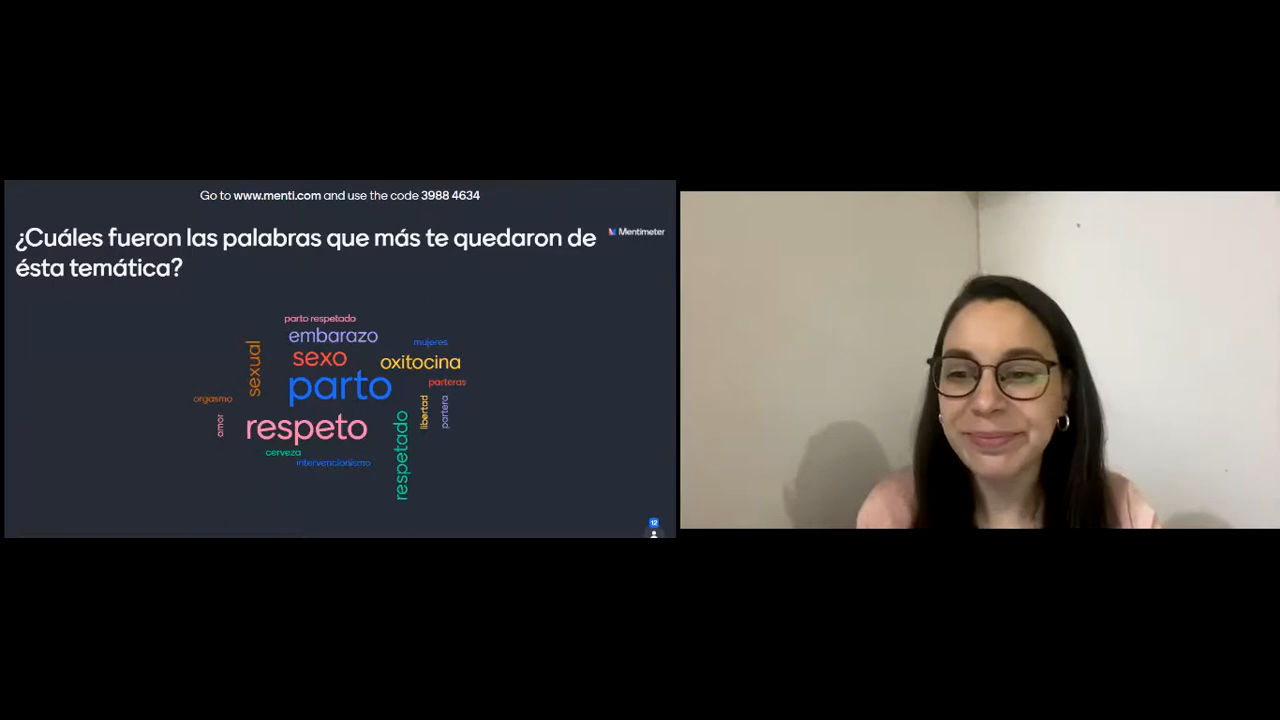 Go to www.menti.com and use the code 3988 4634
¿Cuáles fueron las palabras que más te quedaron de
ésta temática?
Mentimeter
parto respetado
embarazo
mujeres
sexual
sexo
oxitocina
parto
parteras
orgasmo
libertad
partera
amor
respeto
respetado
cerveza
intervencionismo
12